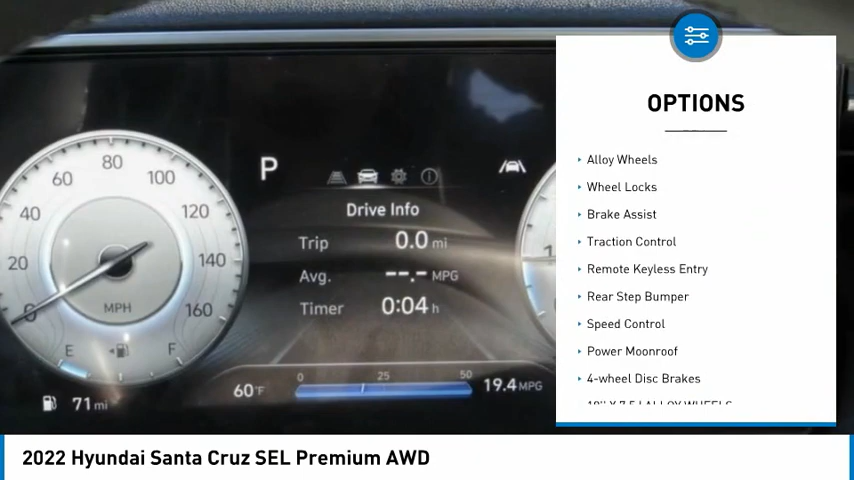 80
60
100
40
120
20
140
0
160
MPH
E
F
71 mi
P
Drive Info
Trip 0.0 mi
Avg. --.- MPG
Timer 0:04 h
0 25 50
60°F
19.4 MPG
OPTIONS
Alloy Wheels
Wheel Locks
Brake Assist
Traction Control
Remote Keyless Entry
Rear Step Bumper
Speed Control
Power Moonroof
4-wheel Disc Brakes
2022 Hyundai Santa Cruz SEL Premium AWD